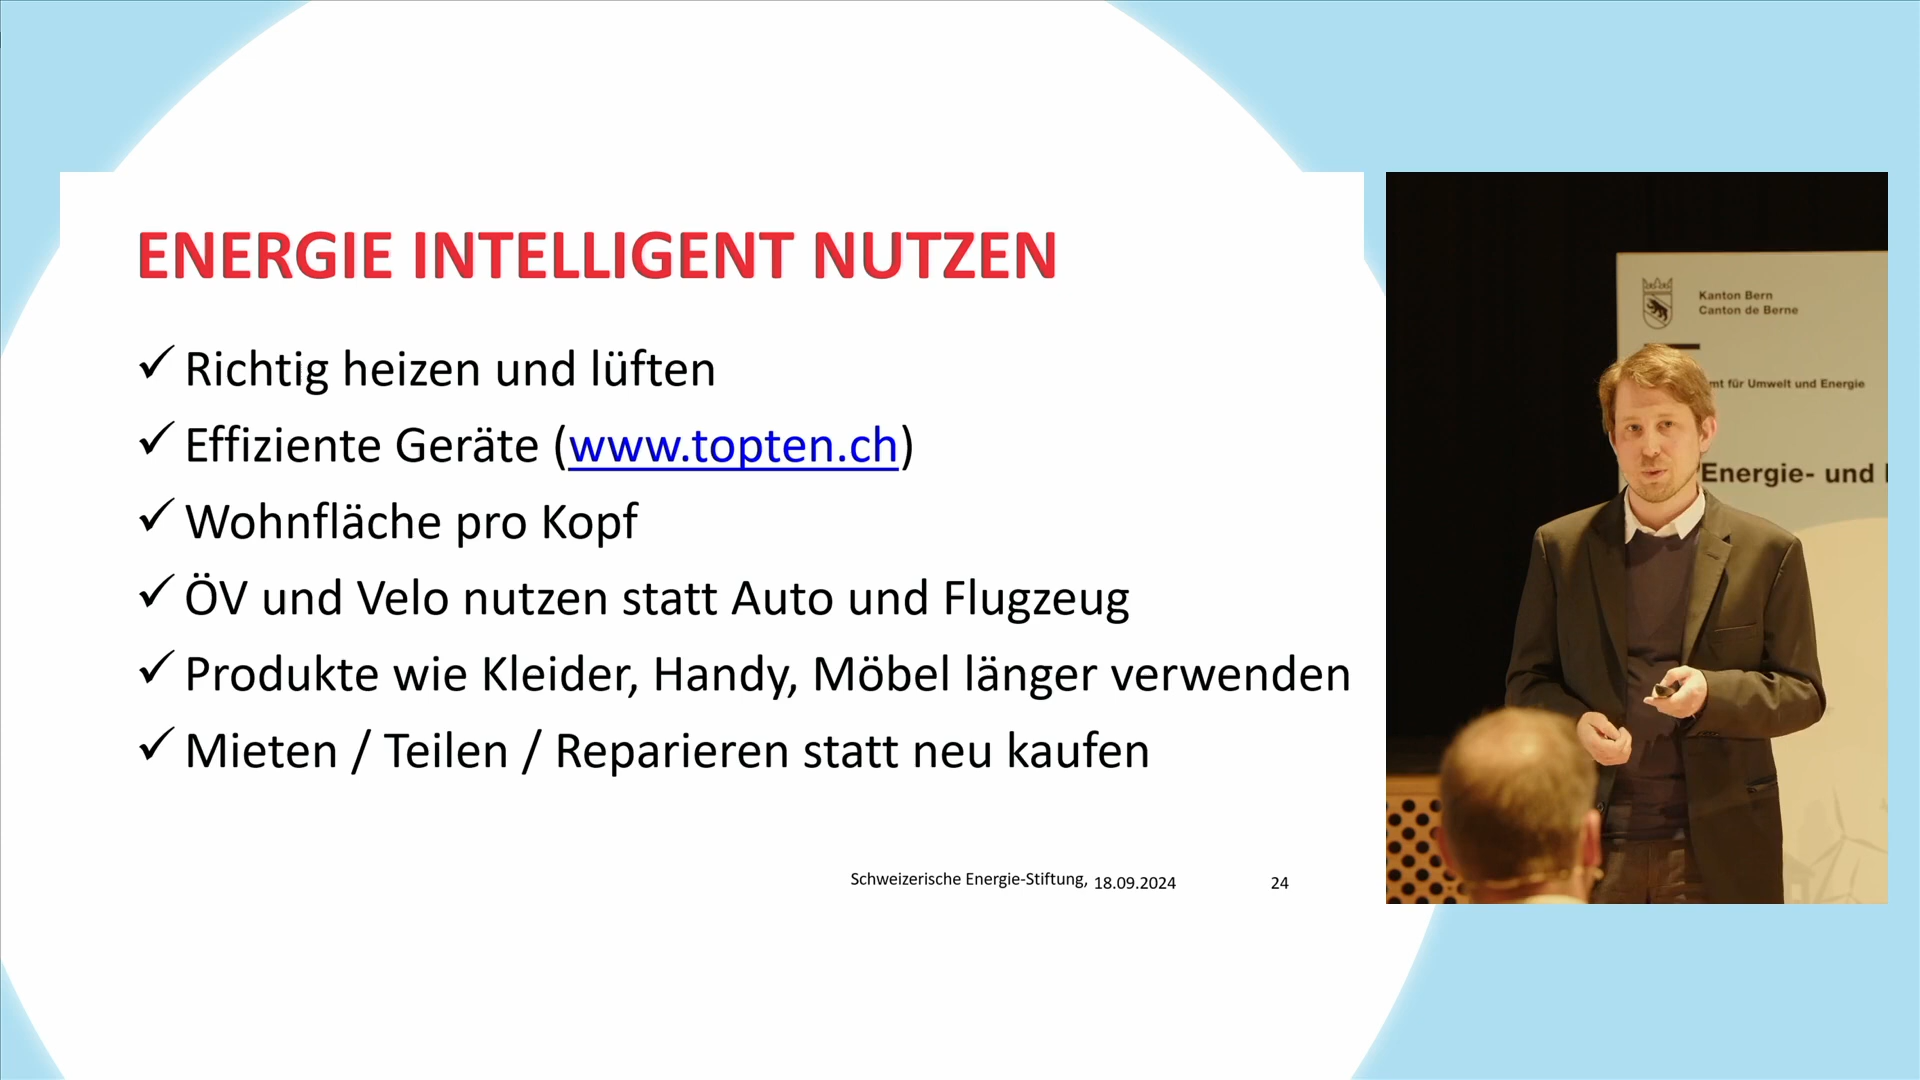 ENERGIE INTELLIGENT NUTZEN
✓ Richtig heizen und lüften
✓ Effiziente Geräte (www.topten.ch)
✓ Wohnfläche pro Kopf
✓ ÖV und Velo nutzen statt Auto und Flugzeug
✓ Produkte wie Kleider, Handy, Möbel länger verwenden
✓ Mieten / Teilen / Reparieren statt neu kaufen
Schweizerische Energie-Stiftung, 18.09.2024 24
Kanton Bern
Canton de Berne
mt für Umwelt und Energie
Energie- und